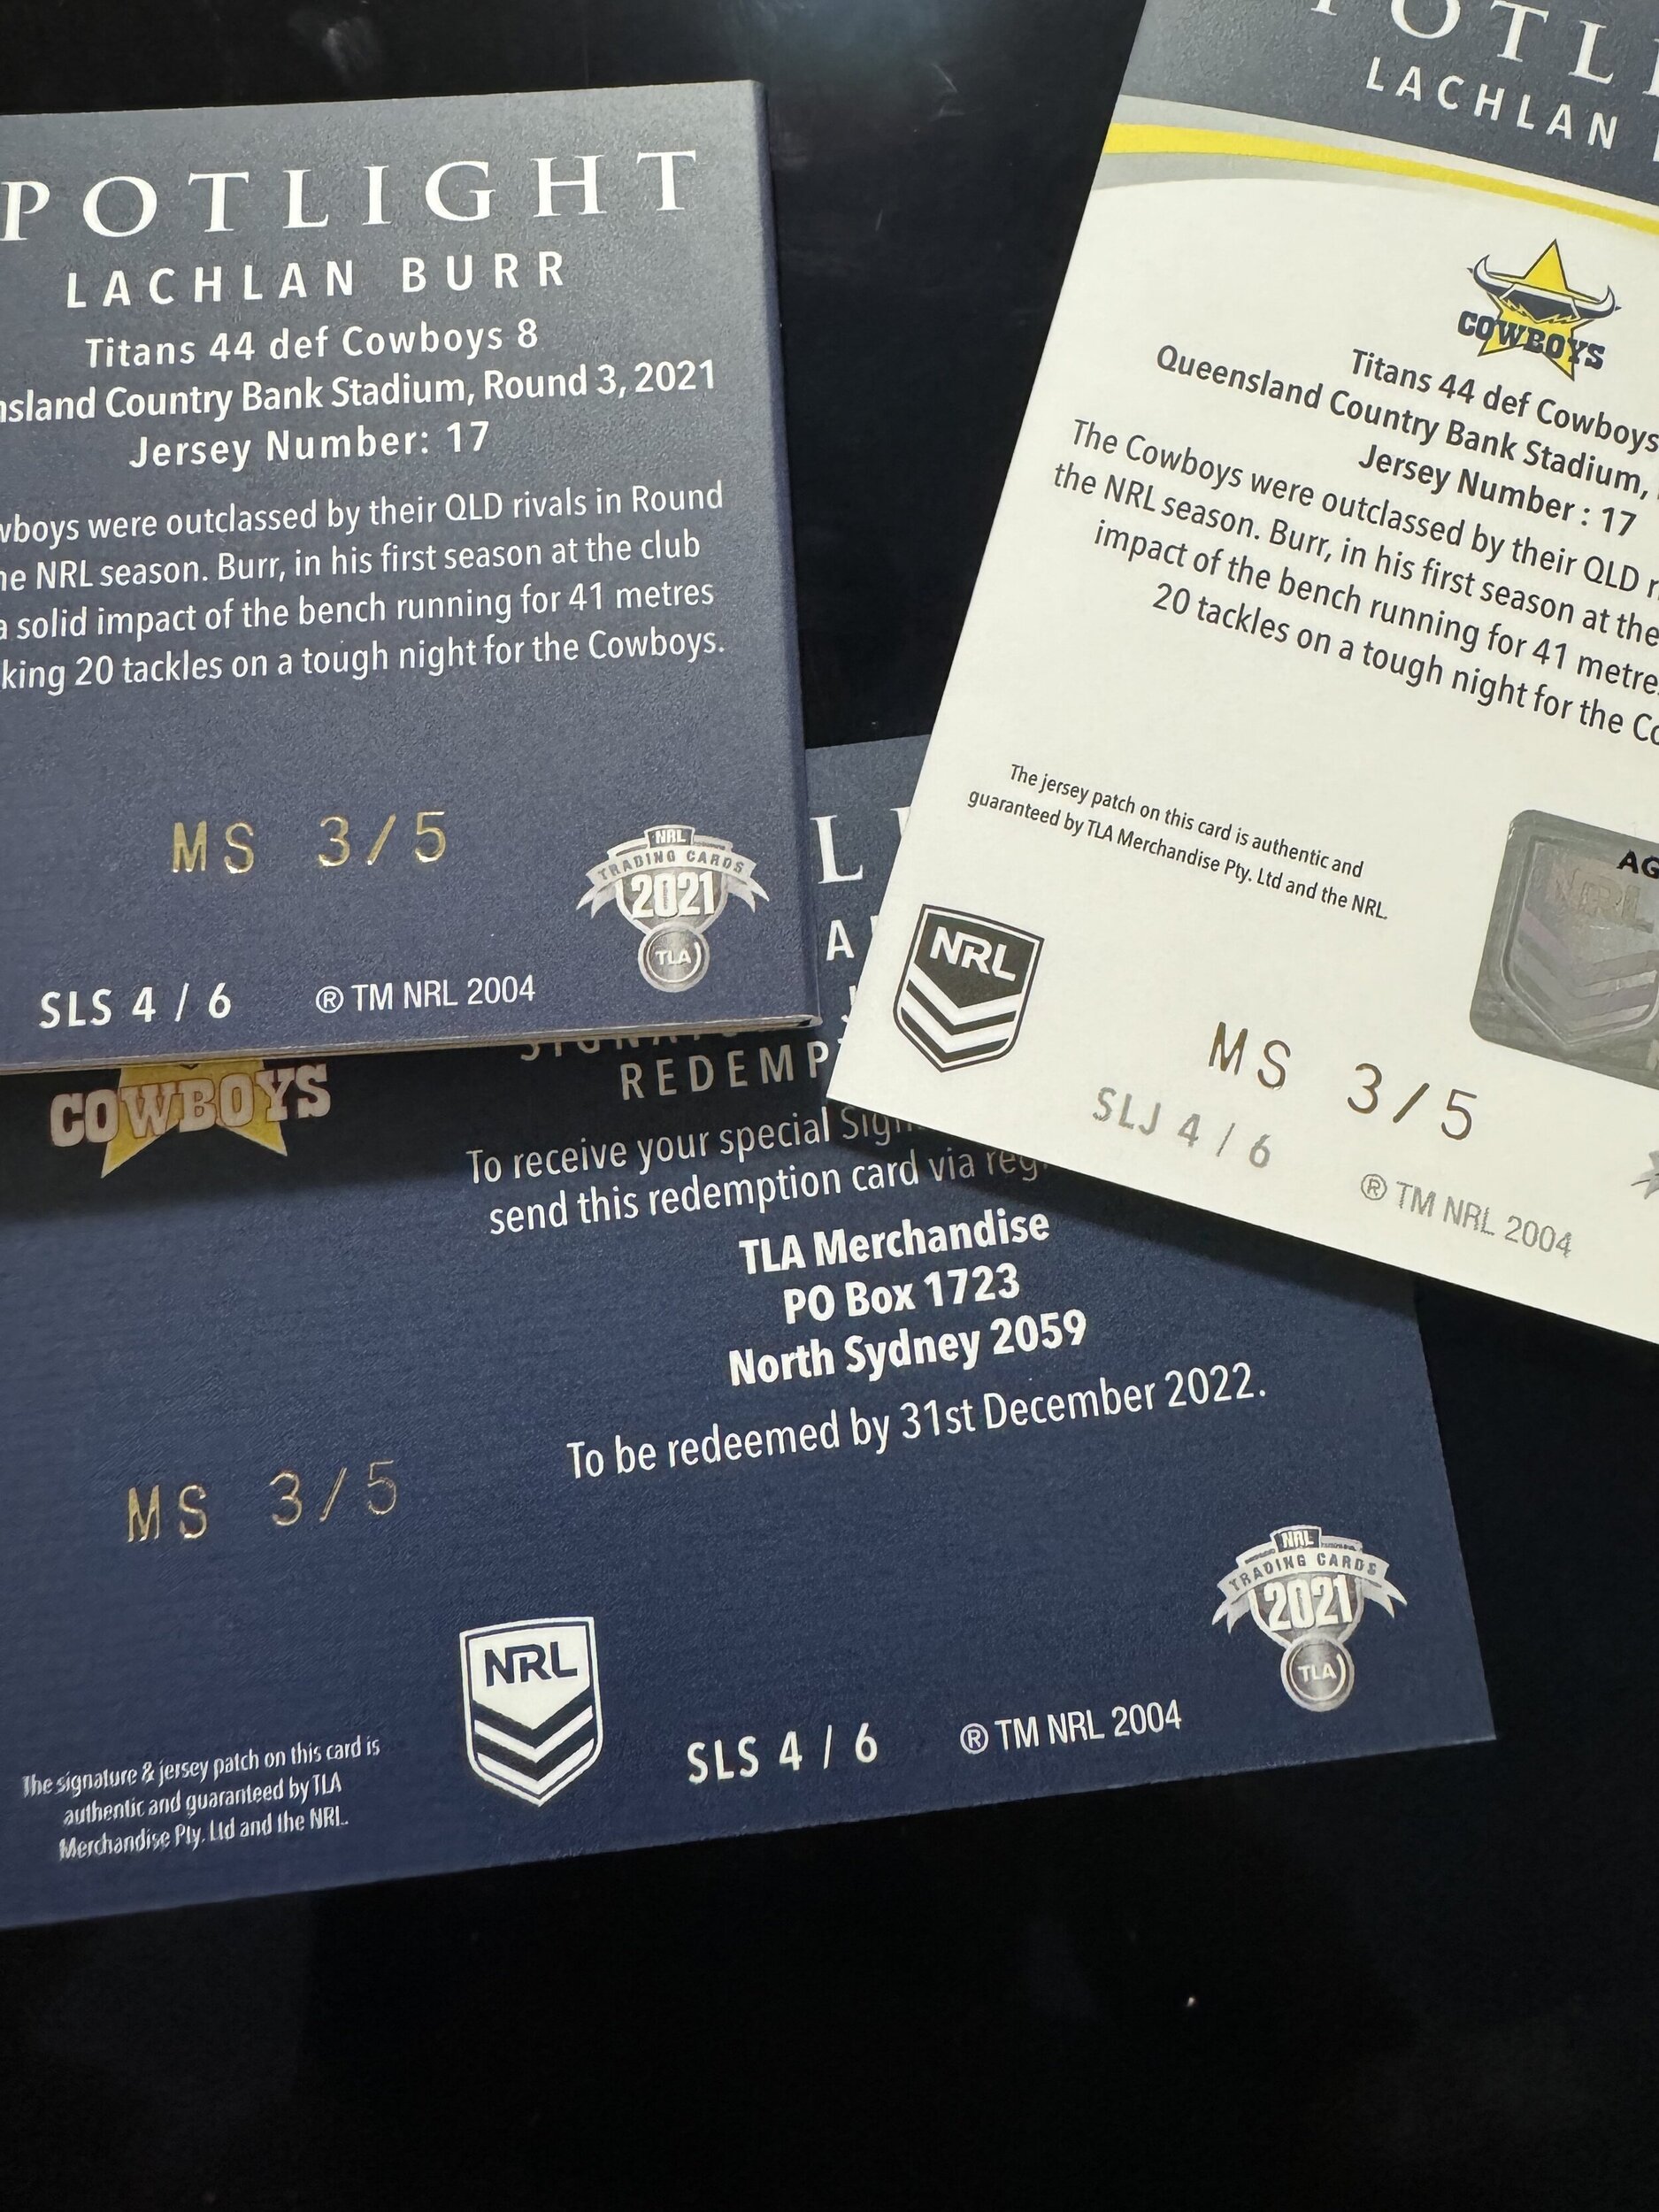 POTLIGHT
LACHLAN BURR
Titans 44 def Cowboys 8
Country Bank Stadium, Round 3, 2021
Jersey Number: 17
were outclassed by their QLD rivals in Round
NRL season. Burr, in his first season at the club
a solid impact of the bench running for 41 metres
20 tackles on a tough night for the Cowboys.
MS 3/5
NRL
TRADING CARDS
2021
TLA
SLS 4 / 6
® TM NRL 2004
LACHLAN
COWBOYS
Titans 44 def Cowboys
Queensland Country Bank Stadium,
Jersey Number : 17
The Cowboys were outclassed by their QLD
the NRL season. Burr, in his first season at the
impact of the bench running for 41 metres
20 tackles on a tough night for the
The jersey patch on this card is authentic and
guaranteed by TLA Merchandise Pty. Ltd and the NRL.
NRL
AG
NRL
MS 3/5
SLJ 4 / 6
® TM NRL 2004
COWBOYS
REDEMP
To receive your special
send this redemption card via
TLA Merchandise
PO Box 1723
North Sydney 2059
To be redeemed by 31st December 2022.
MS 3/5
NRL
TRADING CARDS
2021
TLA
NRL
SLS 4 / 6
® TM NRL 2004
The signature & jersey patch on this card is
authentic and guaranteed by TLA
Merchandise Pty. Ltd and the NRL.